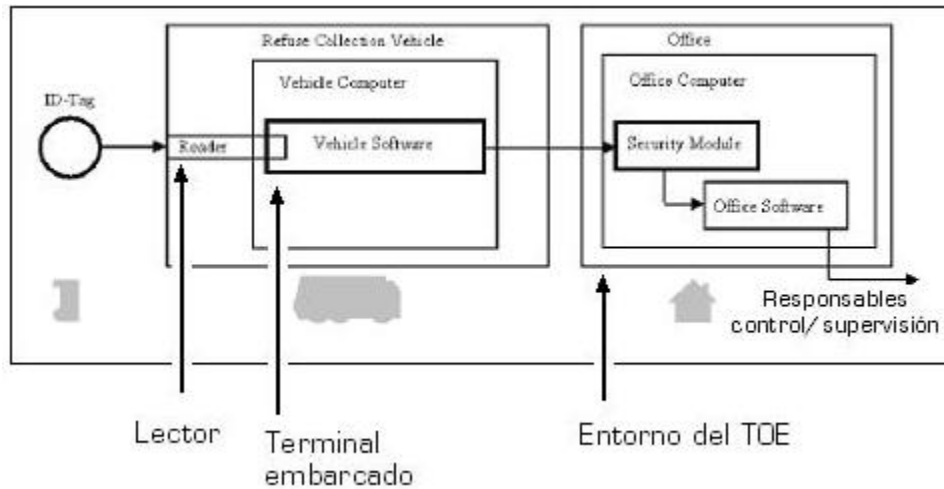 Refuse Collection Vehicle
Office
Vehicle Computer
Office Computer
ID-Tag
Reader
Vehicle Software
Security Module
Office Software
Responsables
control/supervisión
Lector
Terminal
embarcado
Entorno del TOE